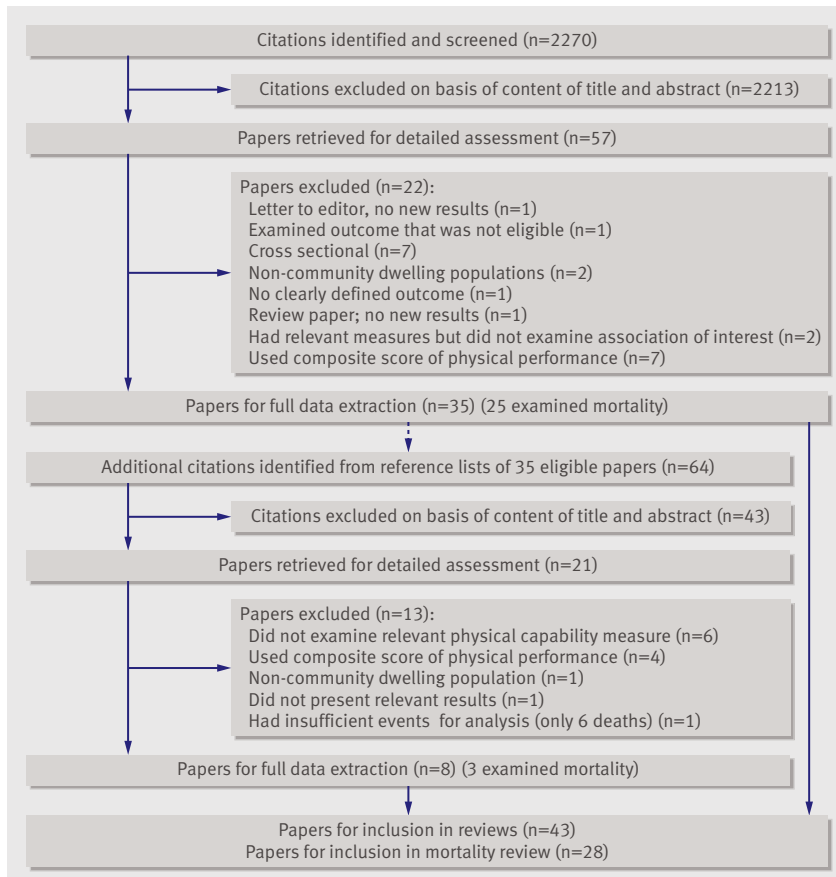 Citations identified and screened (n=2270)
Citations excluded on basis of content of title and abstract (n=2213)
Papers retrieved for detailed assessment (n=57)
Papers excluded (n=22):
Letter to editor, no new results (n=1)
Examined outcome that was not eligible (n=1)
Cross sectional (n=7)
Non-community dwelling populations (n=2)
No clearly defined outcome (n=1)
Review paper; no new results (n=1)
Had relevant measures but did not examine association of interest (n=2)
Used composite score of physical performance (n=7)
Papers for full data extraction (n=35) (25 examined mortality)
Additional citations identified from reference lists of 35 eligible papers (n=64)
Citations excluded on basis of content of title and abstract (n=43)
Papers retrieved for detailed assessment (n=21)
Papers excluded (n=13):
Did not examine relevant physical capability measure (n=6)
Used composite score of physical performance (n=4)
Non-community dwelling population (n=1)
Did not present relevant results (n=1)
Had insufficient events for analysis (only 6 deaths) (n=1)
Papers for full data extraction (n=8) (3 examined mortality)
Papers for inclusion in reviews (n=43)
Papers for inclusion in mortality review (n=28)